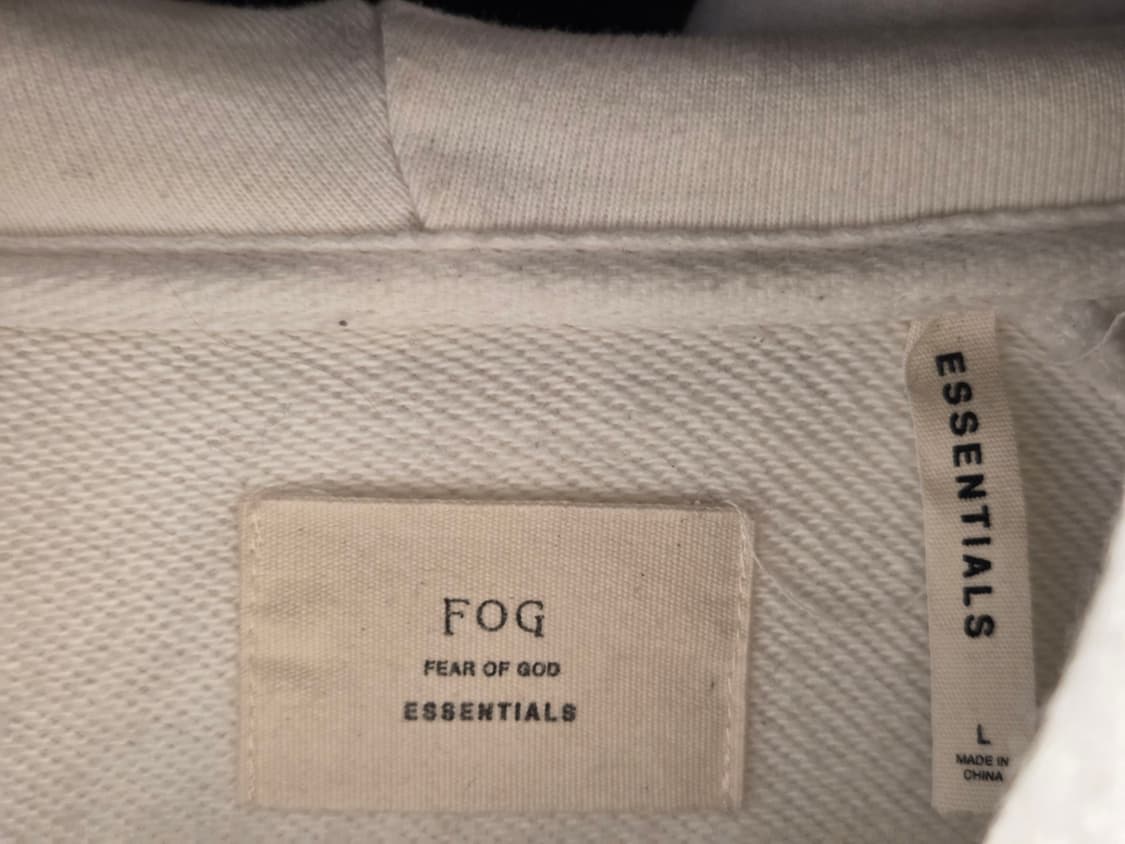 FOG
FEAR OF GOD
ESSENTIALS
ESSENTIALS
L
MADE IN
CHINA